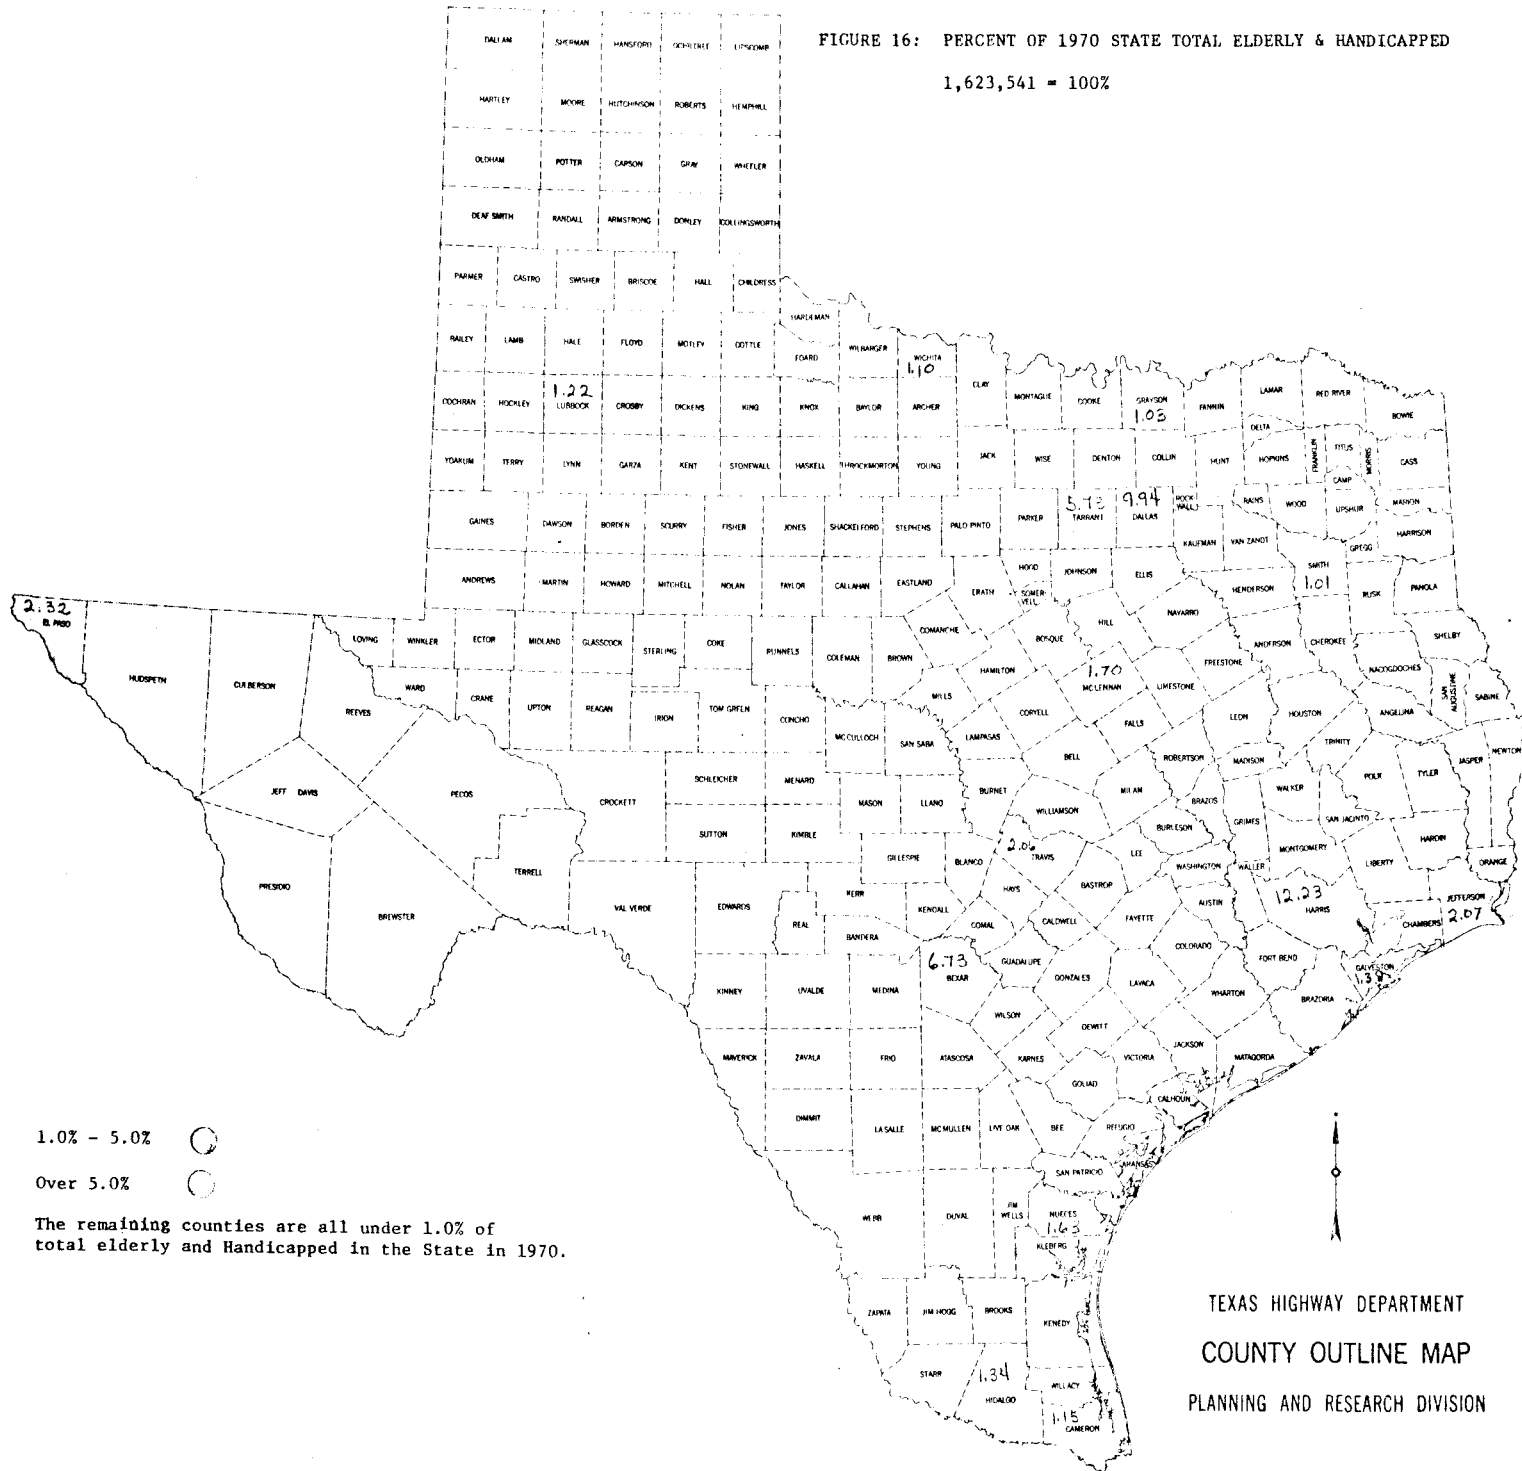 FIGURE 16: PERCENT OF 1970 STATE TOTAL ELDERLY & HANDICAPPED
1,623,541 = 100%
DALLAM SHERMAN HANSFORD OCHILTREE LIPSCOMB
HARTLEY MOORE HUTCHINSON ROBERTS HEMPHILL
OLDHAM POTTER CARSON GRAY WHEELER
DEAF SMITH RANDALL ARMSTRONG DONLEY COLLINGSWORTH
PARMER CASTRO SWISHER BRISCOE HALL CHILDRESS
HARDEMAN
BAILEY LAMB HALE FLOYD MOTLEY COTTLE FOARD WILBARGER WICHITA
1.10
CLAY MONTAGUE COOKE GRAYSON
1.03
FANNIN LAMAR RED RIVER BOWIE
DELTA
1.22
COCHRAN HOCKLEY LUBBOCK CROSBY DICKENS KING KNOX BAYLOR ARCHER
YOAKUM TERRY LYNN GARZA KENT STONEWALL HASKELL THROCKMORTON YOUNG JACK WISE DENTON COLLIN HUNT HOPKINS FRANKLIN TITUS MORRIS CASS
CAMP
5.73 9.94
GAINES DAWSON BORDEN SCURRY FISHER JONES SHACKELFORD STEPHENS PALO PINTO PARKER TARRANT DALLAS ROCK WALL RAINS WOOD UPSHUR MARION
KAUFMAN VAN ZANDT GREGG HARRISON
ANDREWS MARTIN HOWARD MITCHELL NOLAN TAYLOR CALLAHAN EASTLAND ERATH HOOD JOHNSON ELLIS HENDERSON SMITH
1.01
RUSK PANOLA
SOMER-
VELL
2.32
EL PASO
HUDSPETH CULBERSON REEVES LOVING WINKLER ECTOR MIDLAND GLASSCOCK STERLING COKE RUNNELS COLEMAN BROWN COMANCHE BOSQUE HILL NAVARRO ANDERSON CHEROKEE SHELBY
HAMILTON 1.70
MC LENNAN LIMESTONE FREESTONE NACOGDOCHES SAN AUGUSTINE SABINE
WARD CRANE UPTON REAGAN IRION TOM GREEN CONCHO MC CULLOCH SAN SABA MILLS CORYELL FALLS LEON HOUSTON ANGELINA
LAMPASAS BELL ROBERTSON MADISON TRINITY POLK TYLER JASPER NEWTON
JEFF DAVIS PECOS CROCKETT SCHLEICHER MENARD MASON LLANO BURNET WILLIAMSON MILAM BRAZOS WALKER
SUTTON KIMBLE BURLESON GRIMES SAN JACINTO HARDIN
PRESIDIO BREWSTER TERRELL GILLESPIE BLANCO 2.06
TRAVIS LEE WASHINGTON WALLER MONTGOMERY LIBERTY ORANGE
VAL VERDE EDWARDS KERR KENDALL HAYS BASTROP AUSTIN 12.23
HARRIS CHAMBERS JEFFERSON
2.07
REAL BANDERA COMAL CALDWELL FAYETTE COLORADO FORT BEND
6.73
BEXAR GUADALUPE GONZALES LAVACA WHARTON BRAZORIA GALVESTON
1.38
KINNEY UVALDE MEDINA WILSON DEWITT JACKSON
MAVERICK ZAVALA FRIO ATASCOSA KARNES VICTORIA MATAGORDA
GOLIAD CALHOUN
DIMMIT LA SALLE MC MULLEN LIVE OAK BEE REFUGIO
SAN PATRICIO ARANSAS
WEBB DUVAL JIM WELLS NUECES
1.63
KLEBERG
ZAPATA JIM HOGG BROOKS KENEDY
STARR 1.34
HIDALGO WILLACY
1.15
CAMERON
1.0% - 5.0%
Over 5.0%
The remaining counties are all under 1.0% of
total elderly and Handicapped in the State in 1970.
TEXAS HIGHWAY DEPARTMENT
COUNTY OUTLINE MAP
PLANNING AND RESEARCH DIVISION